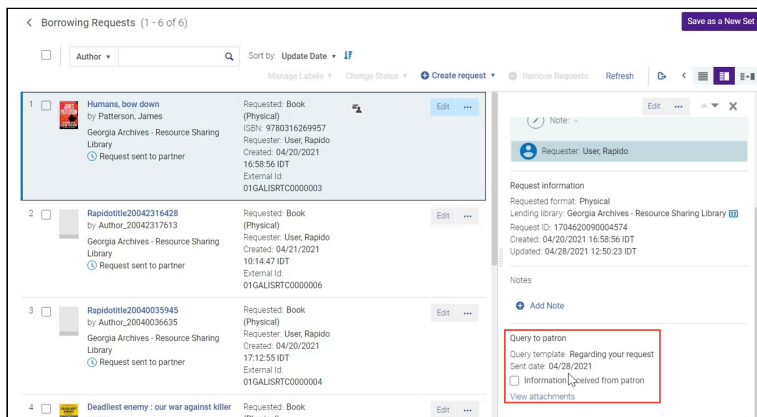 Borrowing Requests (1 - 6 of 6)
Save as a New Set
Author
Sort by: Update Date
Manage Labels Change Status Create request Remove Requests Refresh
1
Humans, bow down
by Patterson, James
Georgia Archives - Resource Sharing
Library
Request sent to partner
Requested: Book
(Physical)
ISBN: 9780316269957
Requester: User, Rapido
Created: 04/20/2021
16:58:56 IDT
External Id:
01GALISRTC0000003
Edit
2
Rapidotitle20042316428
by Author_20042317613
Georgia Archives - Resource Sharing
Library
Request sent to partner
Requested: Book
(Physical)
Requester: User, Rapido
Created: 04/21/2021
10:14:47 IDT
External Id:
01GALISRTC0000006
Edit
3
Rapidotitle20040035945
by Author_20040036635
Georgia Archives - Resource Sharing
Library
Request sent to partner
Requested: Book
(Physical)
Requester: User, Rapido
Created: 04/20/2021
17:12:55 IDT
External Id:
01GALISRTC0000004
Edit
4
Deadliest enemy : our war against killer
Requested: Book
Edit
Edit
Note: -
Requester: User, Rapido
Request information
Requested format: Physical
Lending library: Georgia Archives - Resource Sharing Library
Request ID: 1704620090004574
Created: 04/20/2021 16:58:56 IDT
Updated: 04/28/2021 12:50:23 IDT
Notes
Add Note
Query to patron
Query template: Regarding your request
Sent date: 04/28/2021
Information received from patron
View attachments